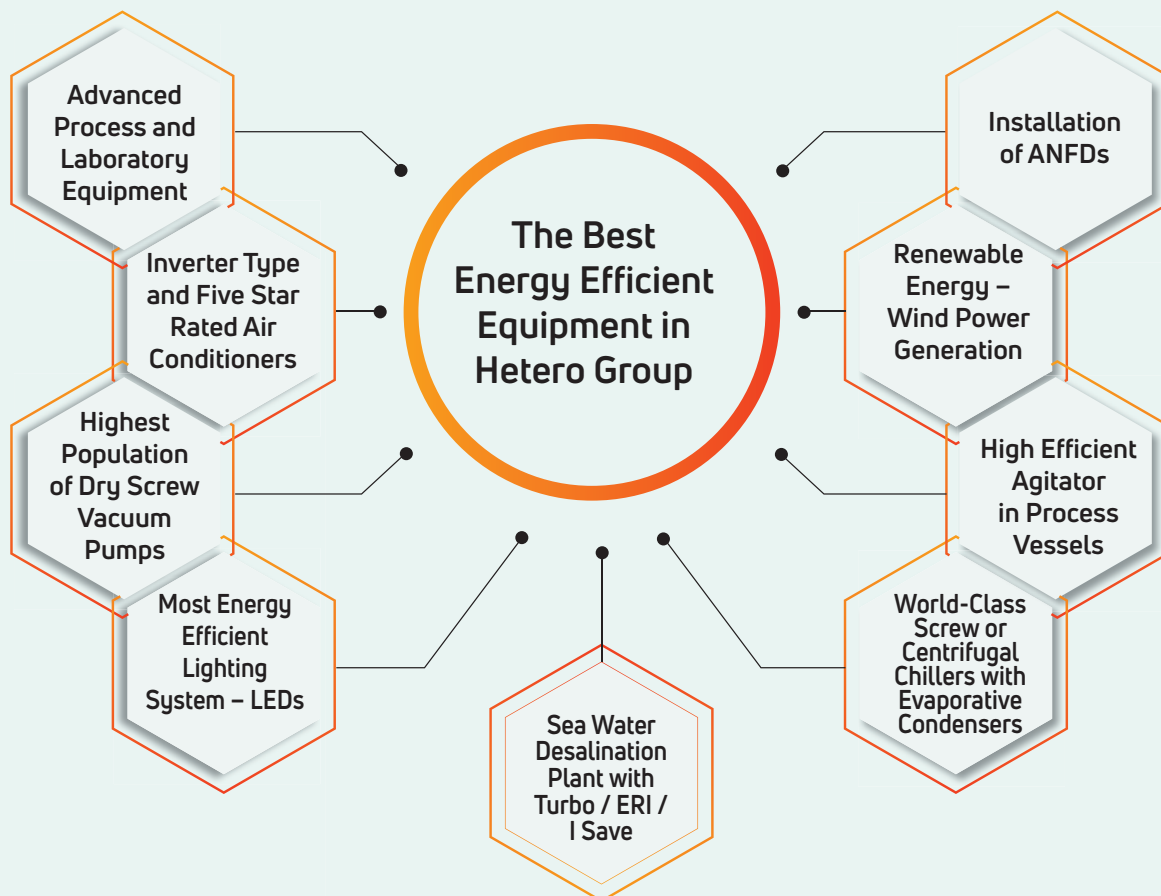 The Best
Energy Efficient
Equipment in
Hetero Group
Advanced
Process and
Laboratory
Equipment
Inverter Type
and Five Star
Rated Air
Conditioners
Highest
Population
of Dry Screw
Vacuum
Pumps
Most Energy
Efficient
Lighting
System – LEDs
Sea Water
Desalination
Plant with
Turbo / ERI /
I Save
Installation
of ANFDs
Renewable
Energy –
Wind Power
Generation
High Efficient
Agitator
in Process
Vessels
World-Class
Screw or
Centrifugal
Chillers with
Evaporative
Condensers